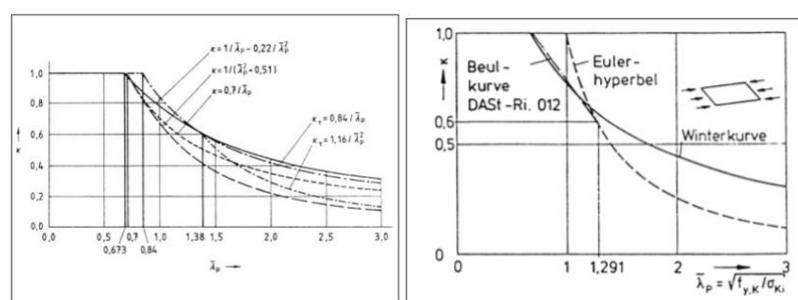 κ=1/λ̄ₚ−0,22/λ̄ₚ²
κ=1/(λ̄ₚ²+0,51)
κ=0,7/λ̄ₚ
κτ=0,84/λ̄ₚ
κτ=1,16/λ̄ₚ²
1,0
0,8
0,6
0,4
0,2
0,0
κ
0,0 0,5 0,7 1,0 1,38 1,5 2,0 2,5 3,0
0,673 0,84
λ̄ₚ
1,0
κ
0,6
0,5
0
Beul-
kurve
DASt-Ri. 012
Euler-
hyperbel
Winterkurve
0 1 1,291 2 3
λ̄ₚ=√fy,K/σKi